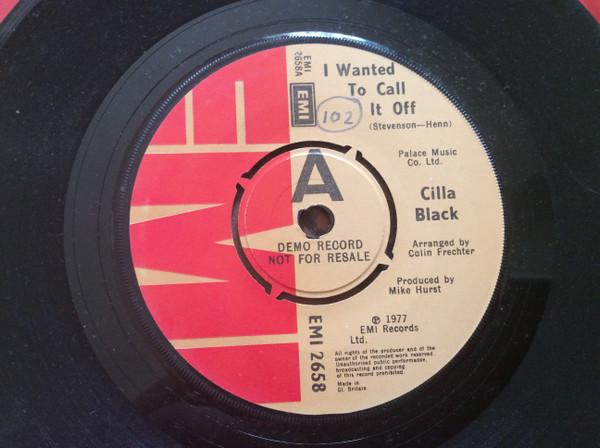 EMI
2658A
EMI
I Wanted
To Call
It Off
102
(Stevenson—Henn)
A
Palace Music
Co. Ltd.
Cilla
Black
DEMO RECORD
NOT FOR RESALE
Arranged by
Colin Frechter
Produced by
Mike Hurst
℗ 1977
EMI Records
Ltd.
EMI 2658
All rights of the producer and of the
owner of the recorded work reserved.
Unauthorised public performance,
broadcasting and copying
of this record prohibited.
Made in
Gt. Britain
EMI